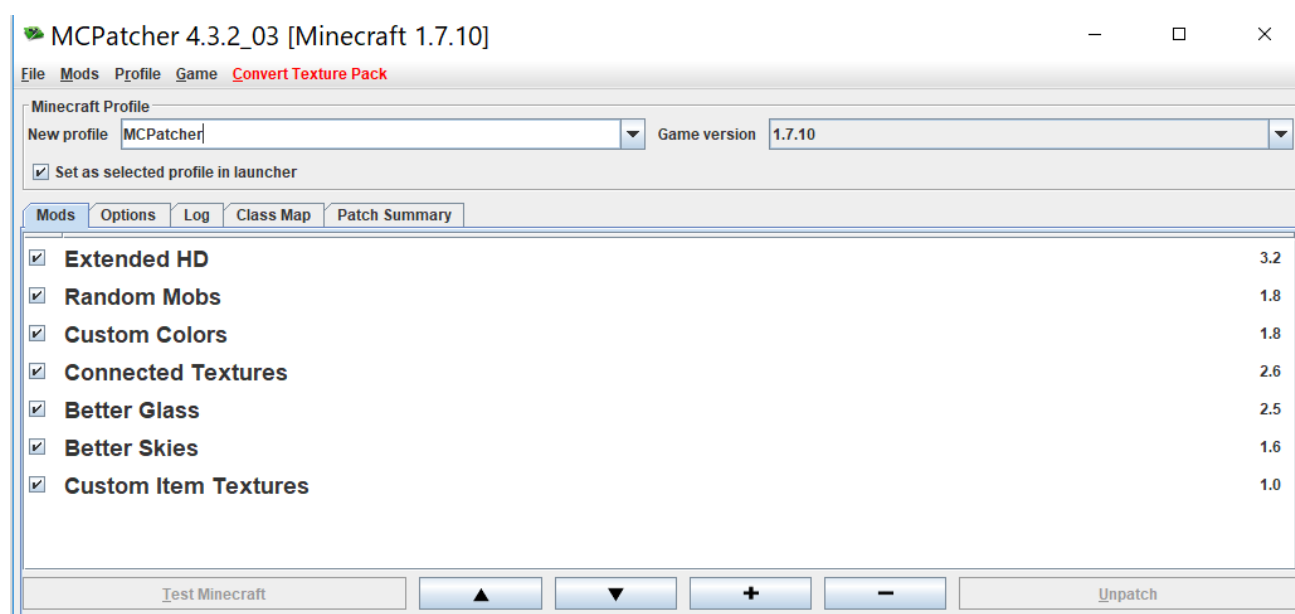 MCPatcher 4.3.2_03 [Minecraft 1.7.10]
File Mods Profile Game Convert Texture Pack
Minecraft Profile
New profile MCPatcher Game version 1.7.10
Set as selected profile in launcher
Mods Options Log Class Map Patch Summary
Extended HD 3.2
Random Mobs 1.8
Custom Colors 1.8
Connected Textures 2.6
Better Glass 2.5
Better Skies 1.6
Custom Item Textures 1.0
Test Minecraft + − Unpatch